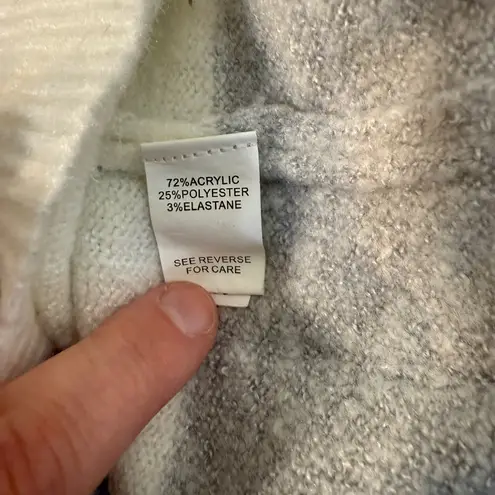 72%ACRYLIC
25%POLYESTER
3%ELASTANE
SEE REVERSE
FOR CARE